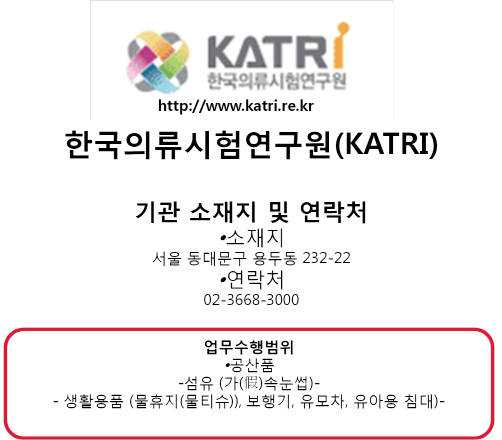 KATRi
한국의류시험연구원
http://www.katri.re.kr
한국의류시험연구원(KATRI)
기관 소재지 및 연락처
•소재지
서울 동대문구 용두동 232-22
•연락처
02-3668-3000
업무수행범위
•공산품
-섬유 (가(假)속눈썹)-
- 생활용품 (물휴지(물티슈)), 보행기, 유모차, 유아용 침대)-